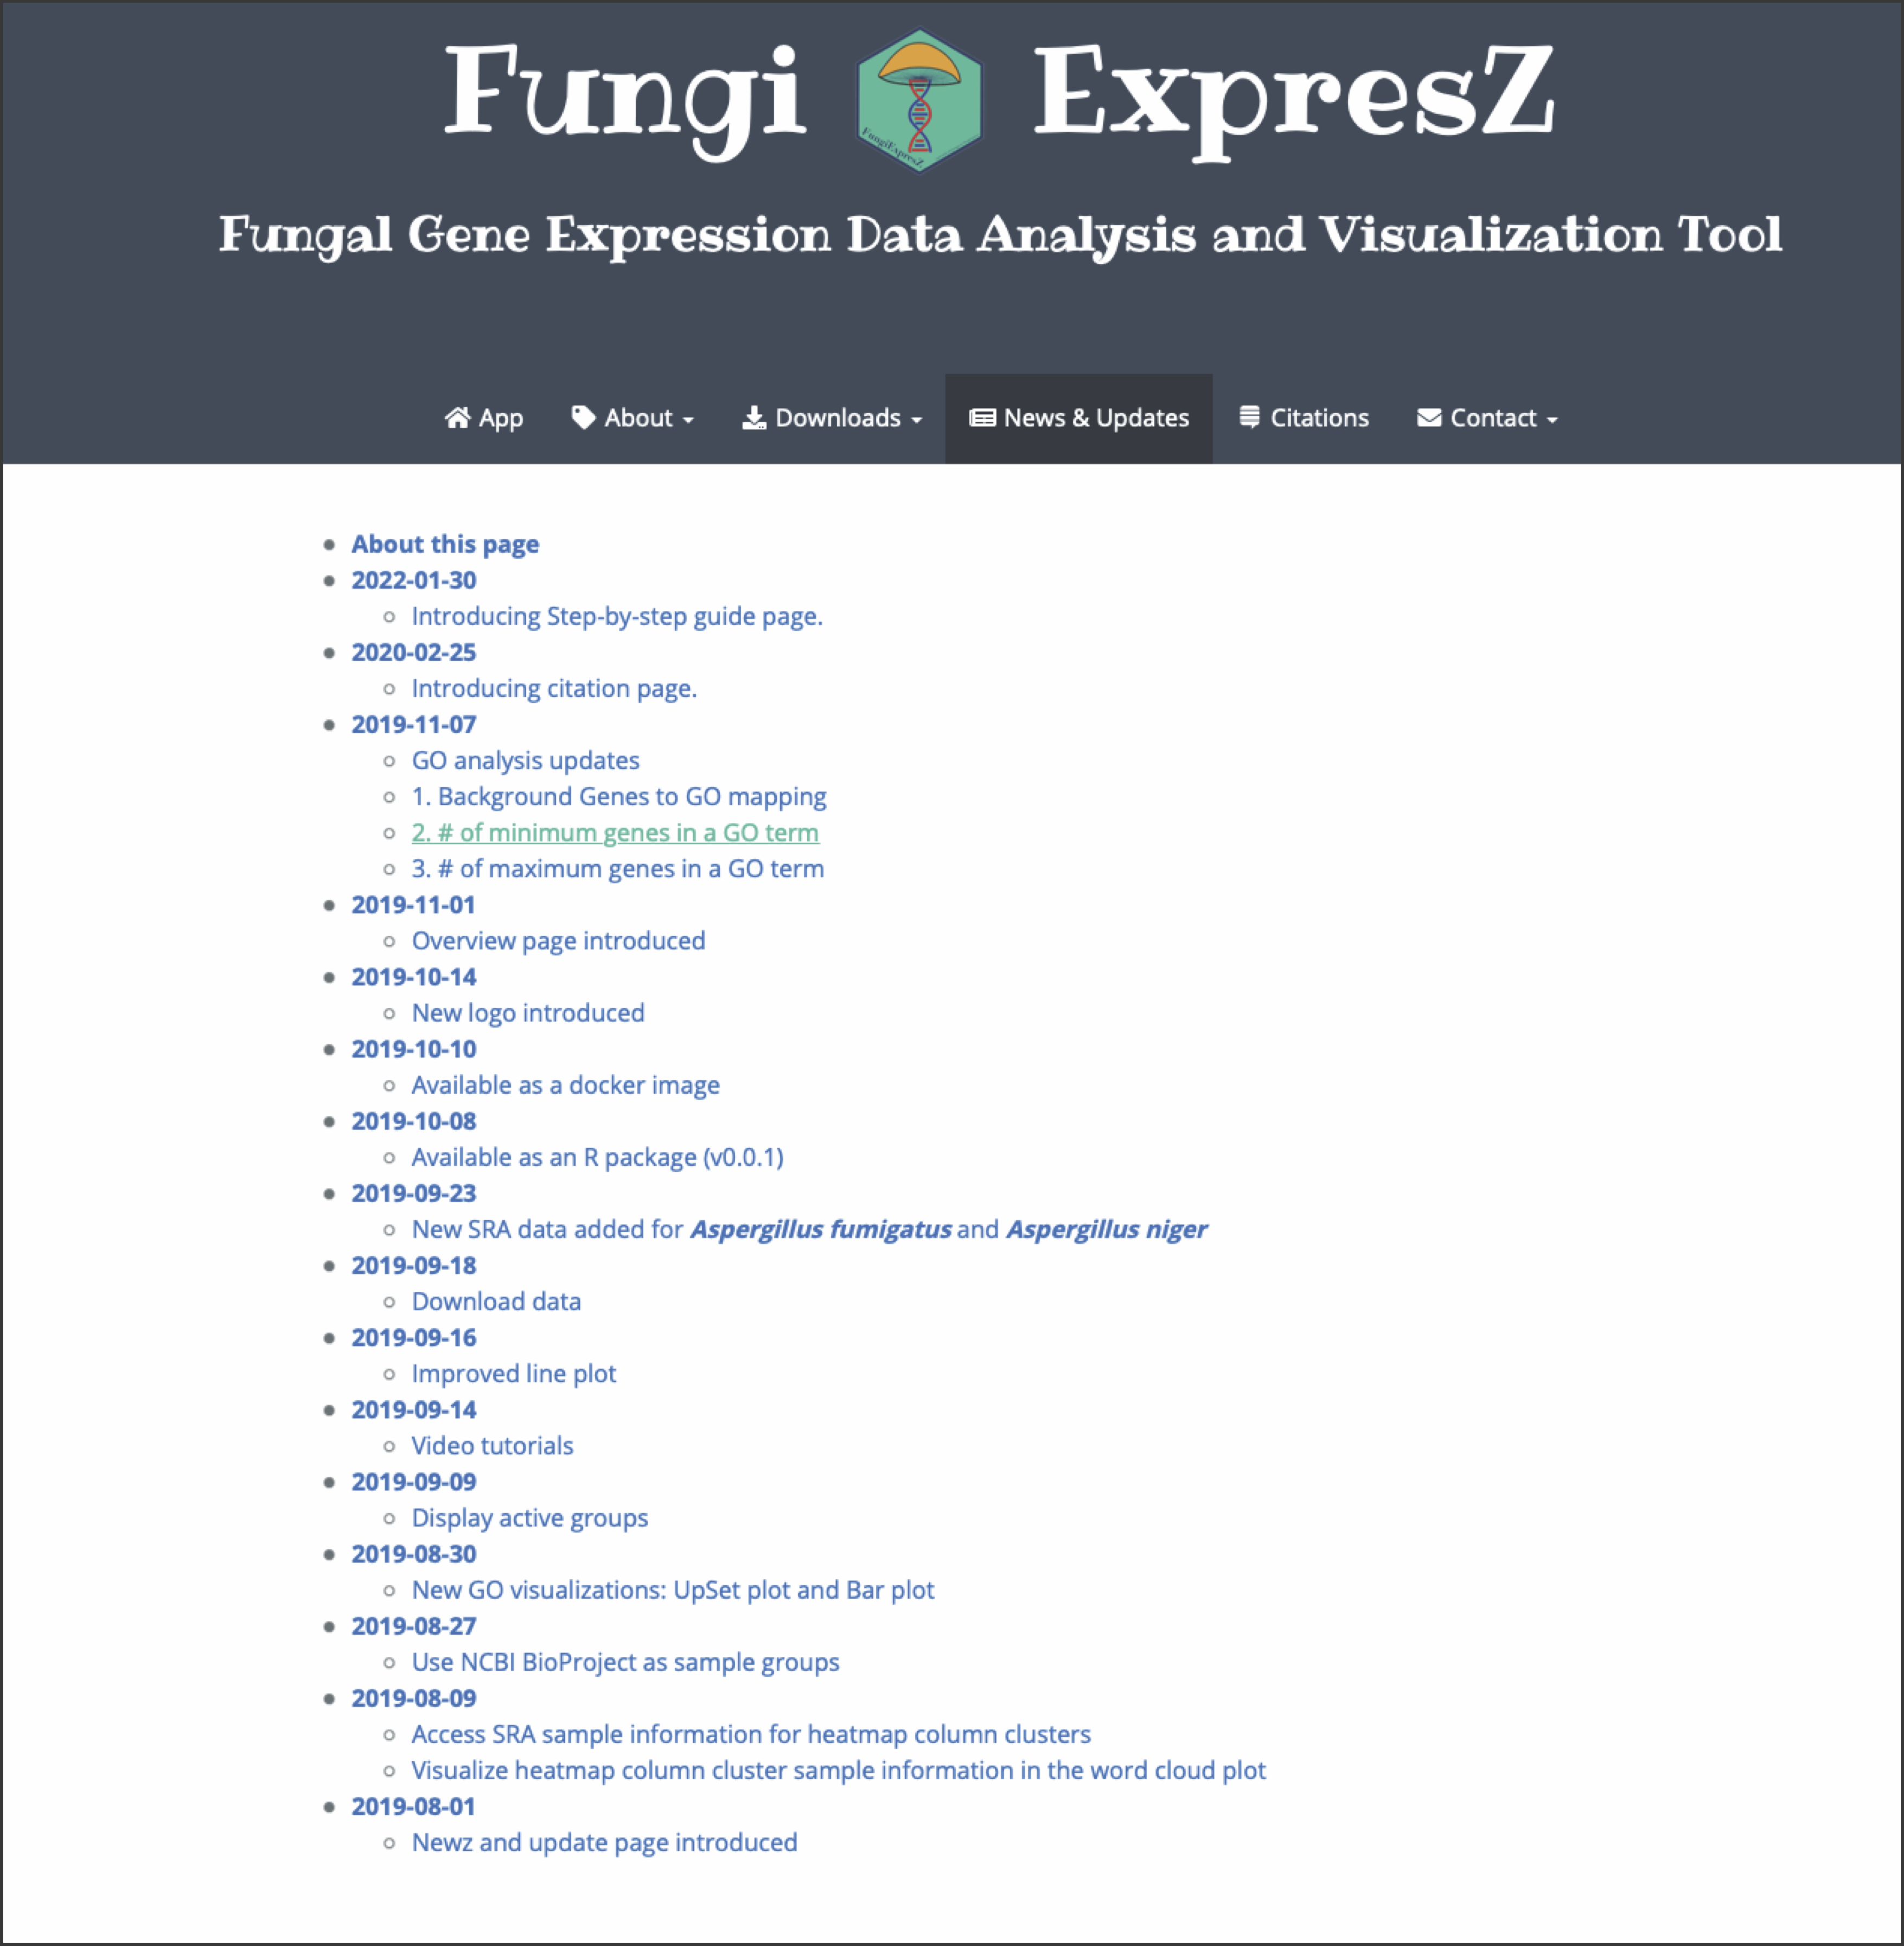 Fungi ExpresZ
FungiExpresZ
Fungal Gene Expression Data Analysis and Visualization Tool
App About Downloads News & Updates Citations Contact
About this page
2022-01-30
Introducing Step-by-step guide page.
2020-02-25
Introducing citation page.
2019-11-07
GO analysis updates
1. Background Genes to GO mapping
2. # of minimum genes in a GO term
3. # of maximum genes in a GO term
2019-11-01
Overview page introduced
2019-10-14
New logo introduced
2019-10-10
Available as a docker image
2019-10-08
Available as an R package (v0.0.1)
2019-09-23
New SRA data added for Aspergillus fumigatus and Aspergillus niger
2019-09-18
Download data
2019-09-16
Improved line plot
2019-09-14
Video tutorials
2019-09-09
Display active groups
2019-08-30
New GO visualizations: UpSet plot and Bar plot
2019-08-27
Use NCBI BioProject as sample groups
2019-08-09
Access SRA sample information for heatmap column clusters
Visualize heatmap column cluster sample information in the word cloud plot
2019-08-01
Newz and update page introduced